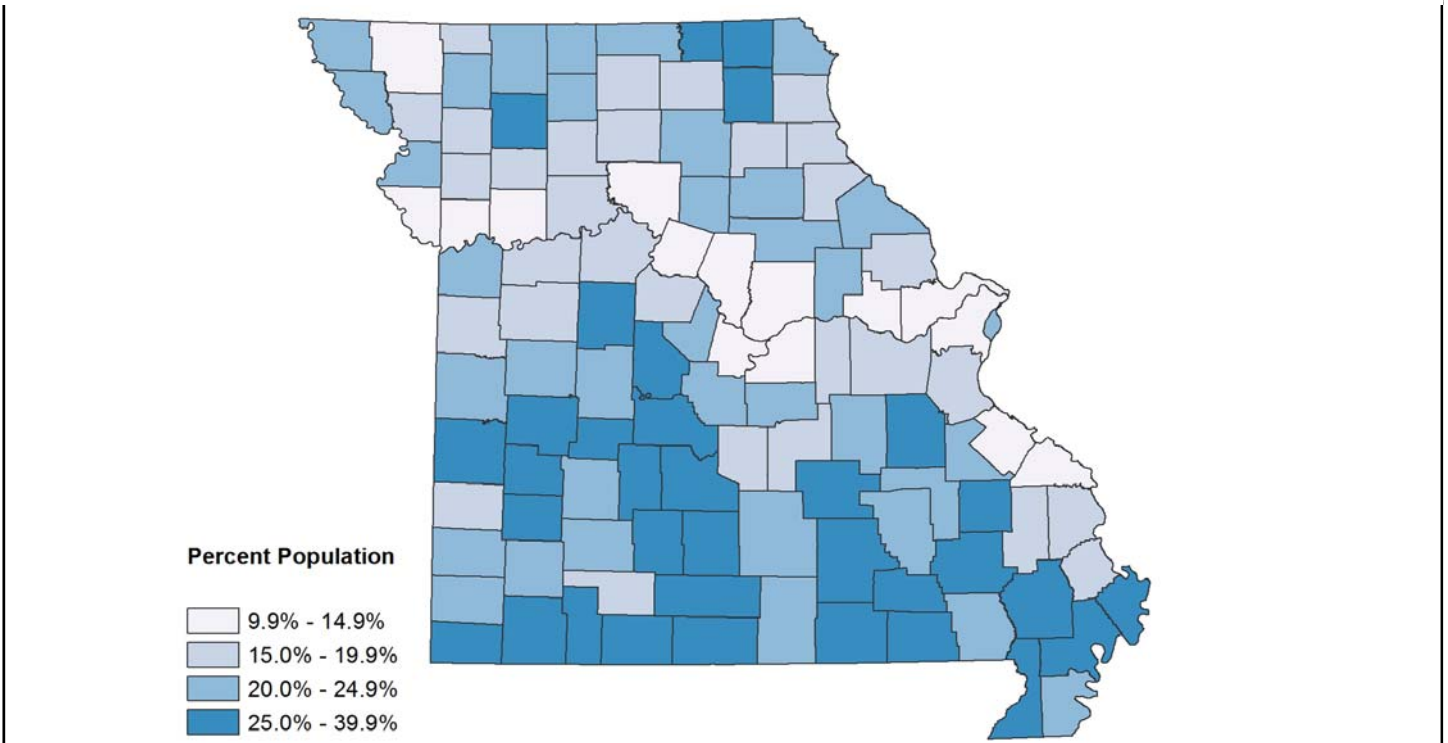 Percent Population
9.9% - 14.9%
15.0% - 19.9%
20.0% - 24.9%
25.0% - 39.9%